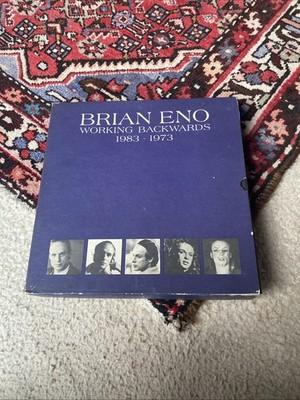 BRIAN ENO
WORKING BACKWARDS
1983 · 1973